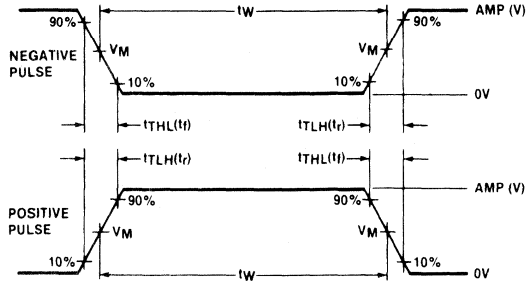 tW
AMP (V)
90%
90%
NEGATIVE
PULSE
VM
VM
10%
10%
0V
tTHL(tf)
tTLH(tr)
tTLH(tr)
tTHL(tf)
AMP (V)
POSITIVE
PULSE
90%
90%
VM
VM
10%
10%
0V
tW